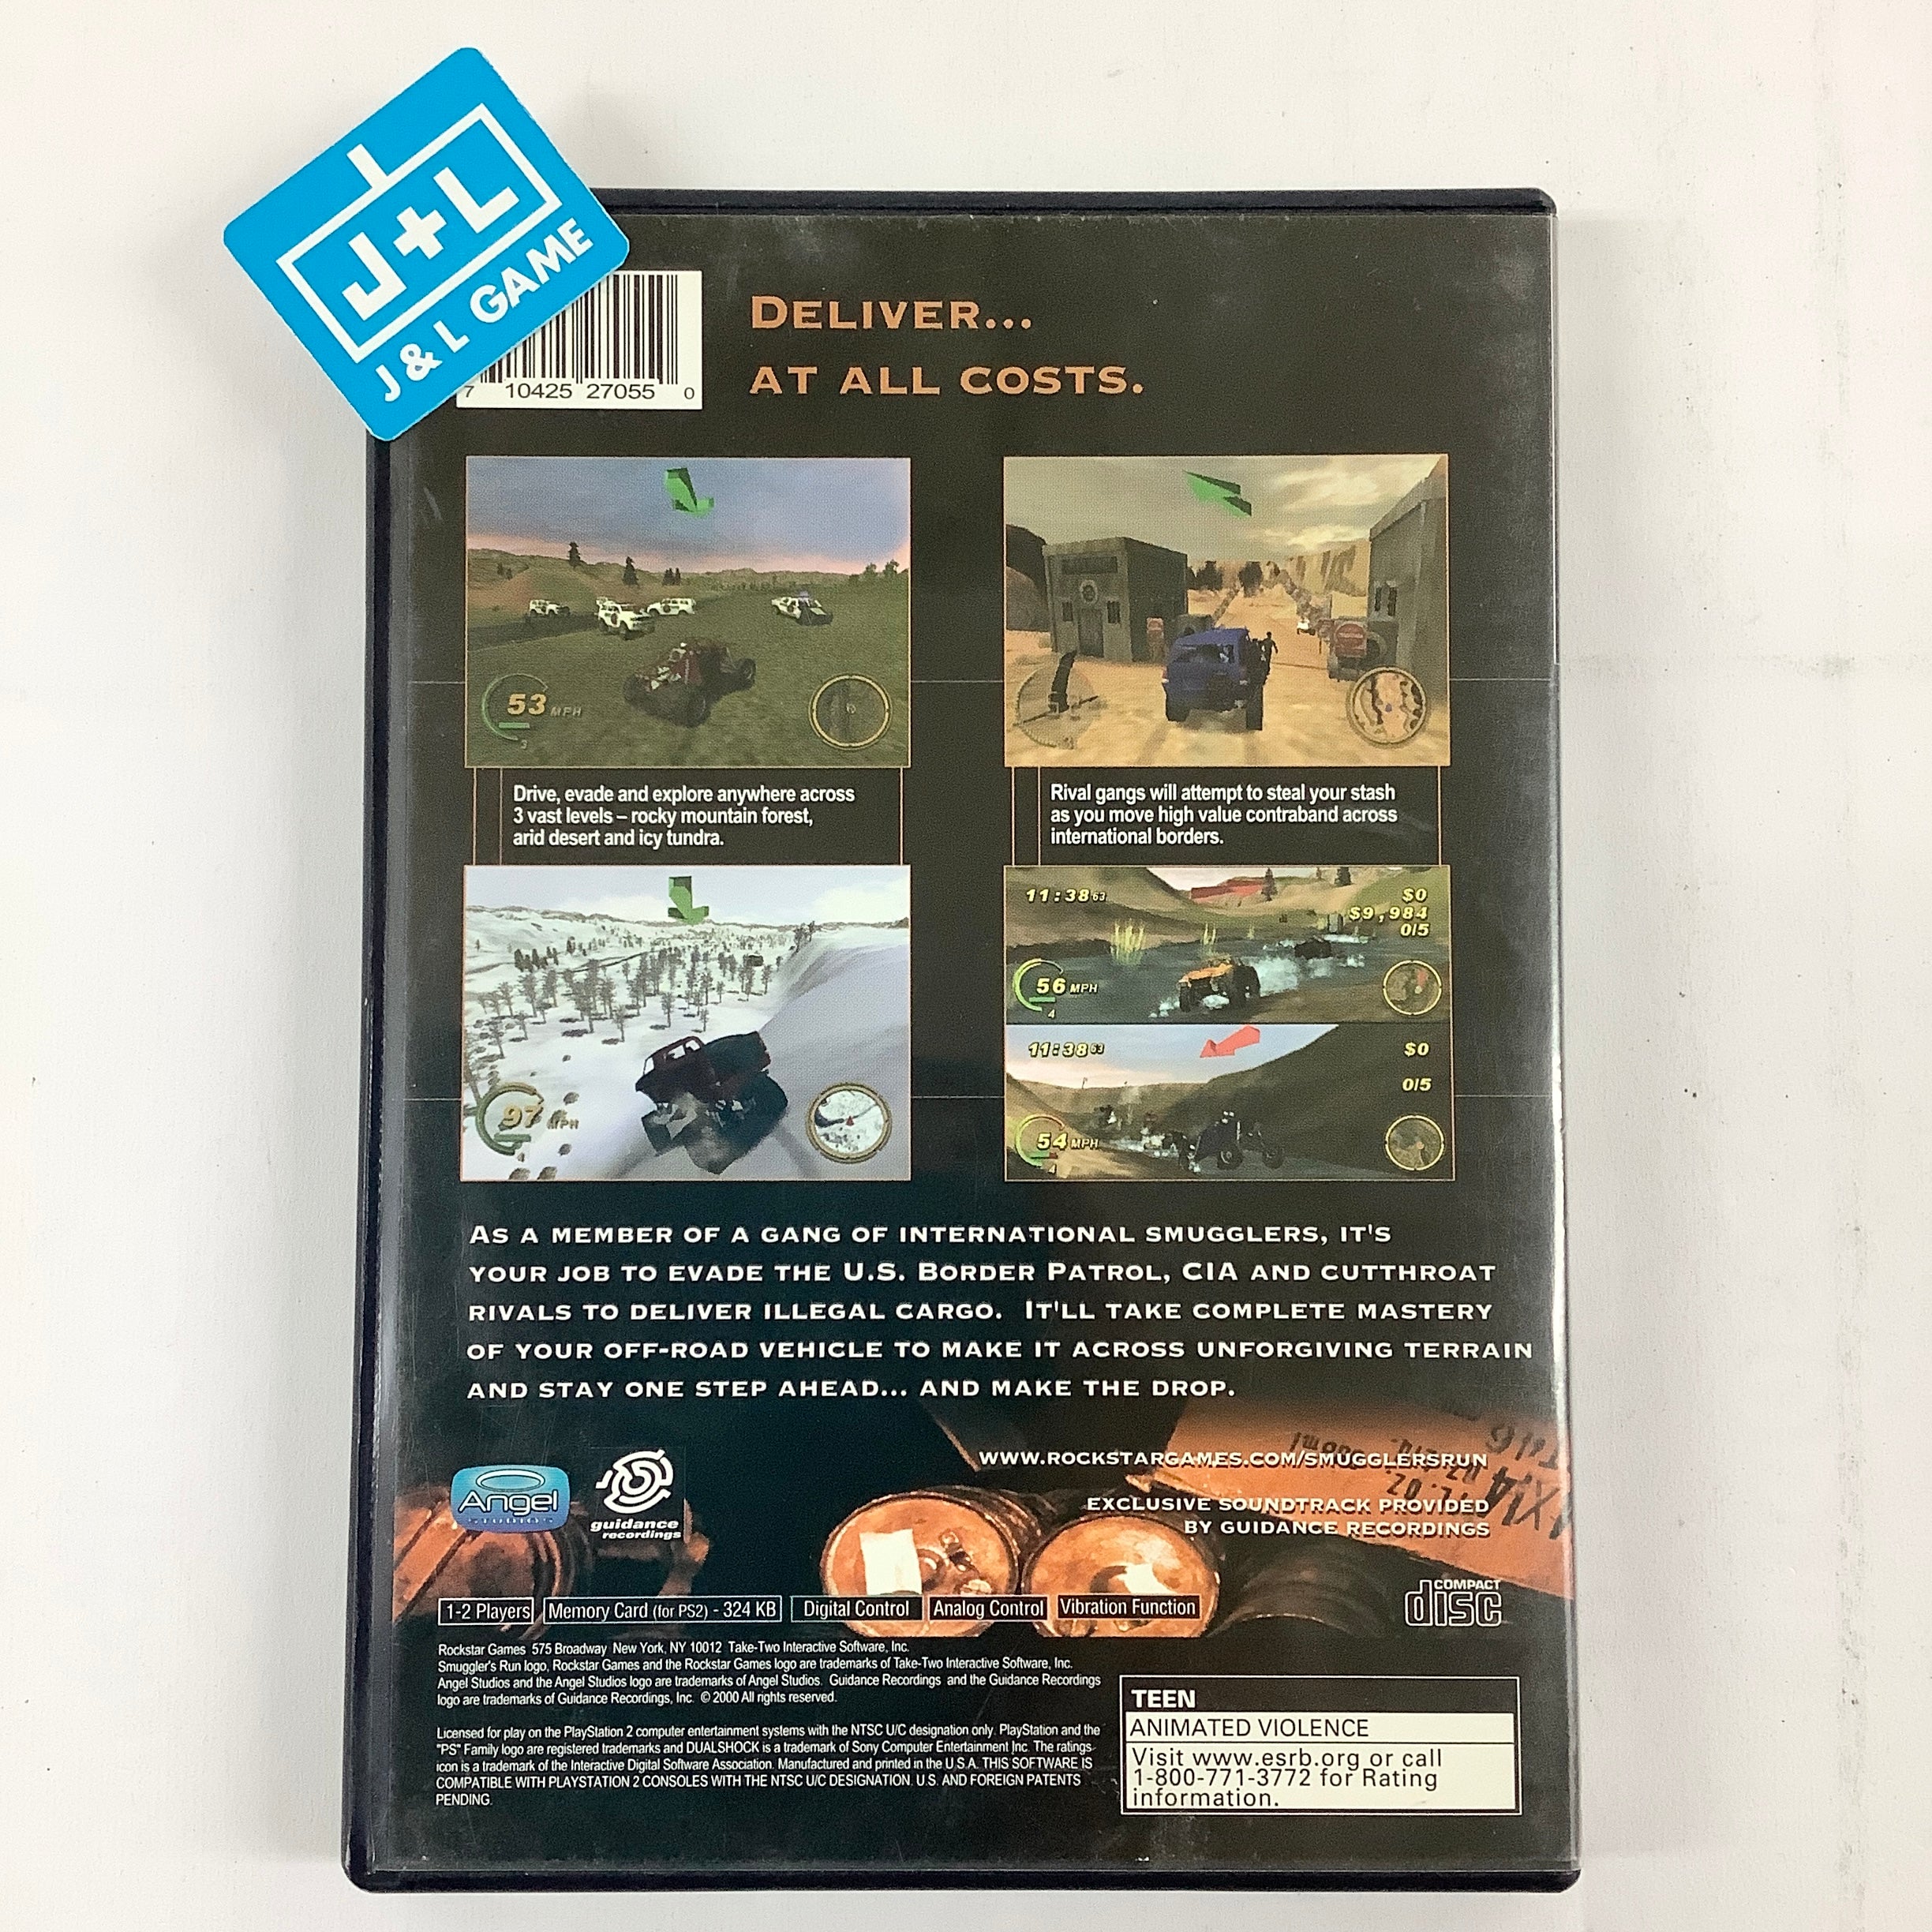 J+L
J & L GAME
7 10425 27055 0
DELIVER...
AT ALL COSTS.
53 MPH
3
Drive, evade and explore anywhere across
3 vast levels – rocky mountain forest,
arid desert and icy tundra.
Rival gangs will attempt to steal your stash
as you move high value contraband across
international borders.
97 MPH
11:38 63
$0
$9,984
0/5
56 MPH
4
11:38 63
$0
0/5
54 MPH
4
AS A MEMBER OF A GANG OF INTERNATIONAL SMUGGLERS, IT'S
YOUR JOB TO EVADE THE U.S. BORDER PATROL, CIA AND CUTTHROAT
RIVALS TO DELIVER ILLEGAL CARGO. IT'LL TAKE COMPLETE MASTERY
OF YOUR OFF-ROAD VEHICLE TO MAKE IT ACROSS UNFORGIVING TERRAIN
AND STAY ONE STEP AHEAD... AND MAKE THE DROP.
WWW.ROCKSTARGAMES.COM/SMUGGLERSRUN
Angel
STUDIOS
guidance
recordings
EXCLUSIVE SOUNDTRACK PROVIDED
BY GUIDANCE RECORDINGS
COMPACT
disc
1-2 Players
Memory Card (for PS2) - 324 KB
Digital Control
Analog Control
Vibration Function
Rockstar Games 575 Broadway New York, NY 10012 Take-Two Interactive Software, Inc.
Smuggler's Run logo, Rockstar Games and the Rockstar Games logo are trademarks of Take-Two Interactive Software, Inc.
Angel Studios and the Angel Studios logo are trademarks of Angel Studios. Guidance Recordings and the Guidance Recordings
logo are trademarks of Guidance Recordings, Inc. © 2000 All rights reserved.
Licensed for play on the PlayStation 2 computer entertainment systems with the NTSC U/C designation only. PlayStation and the
"PS" Family logo are registered trademarks and DUALSHOCK is a trademark of Sony Computer Entertainment Inc. The ratings
icon is a trademark of the Interactive Digital Software Association. Manufactured and printed in the U.S.A. THIS SOFTWARE IS
COMPATIBLE WITH PLAYSTATION 2 CONSOLES WITH THE NTSC U/C DESIGNATION. U.S. AND FOREIGN PATENTS
PENDING.
TEEN
ANIMATED VIOLENCE
Visit www.esrb.org or call
1-800-771-3772 for Rating
information.